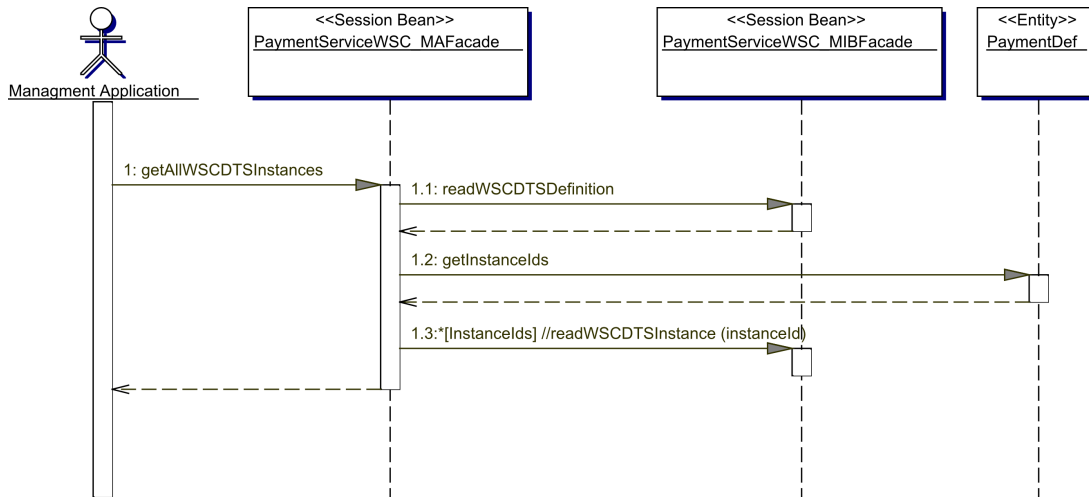 <<Session Bean>>
PaymentServiceWSC_MAFacade
<<Session Bean>>
PaymentServiceWSC_MIBFacade
<<Entity>>
PaymentDef
Managment Application
1: getAllWSCDTSInstances
1.1: readWSCDTSDefinition
1.2: getInstanceIds
1.3:*[InstanceIds] //readWSCDTSInstance (instanceId)